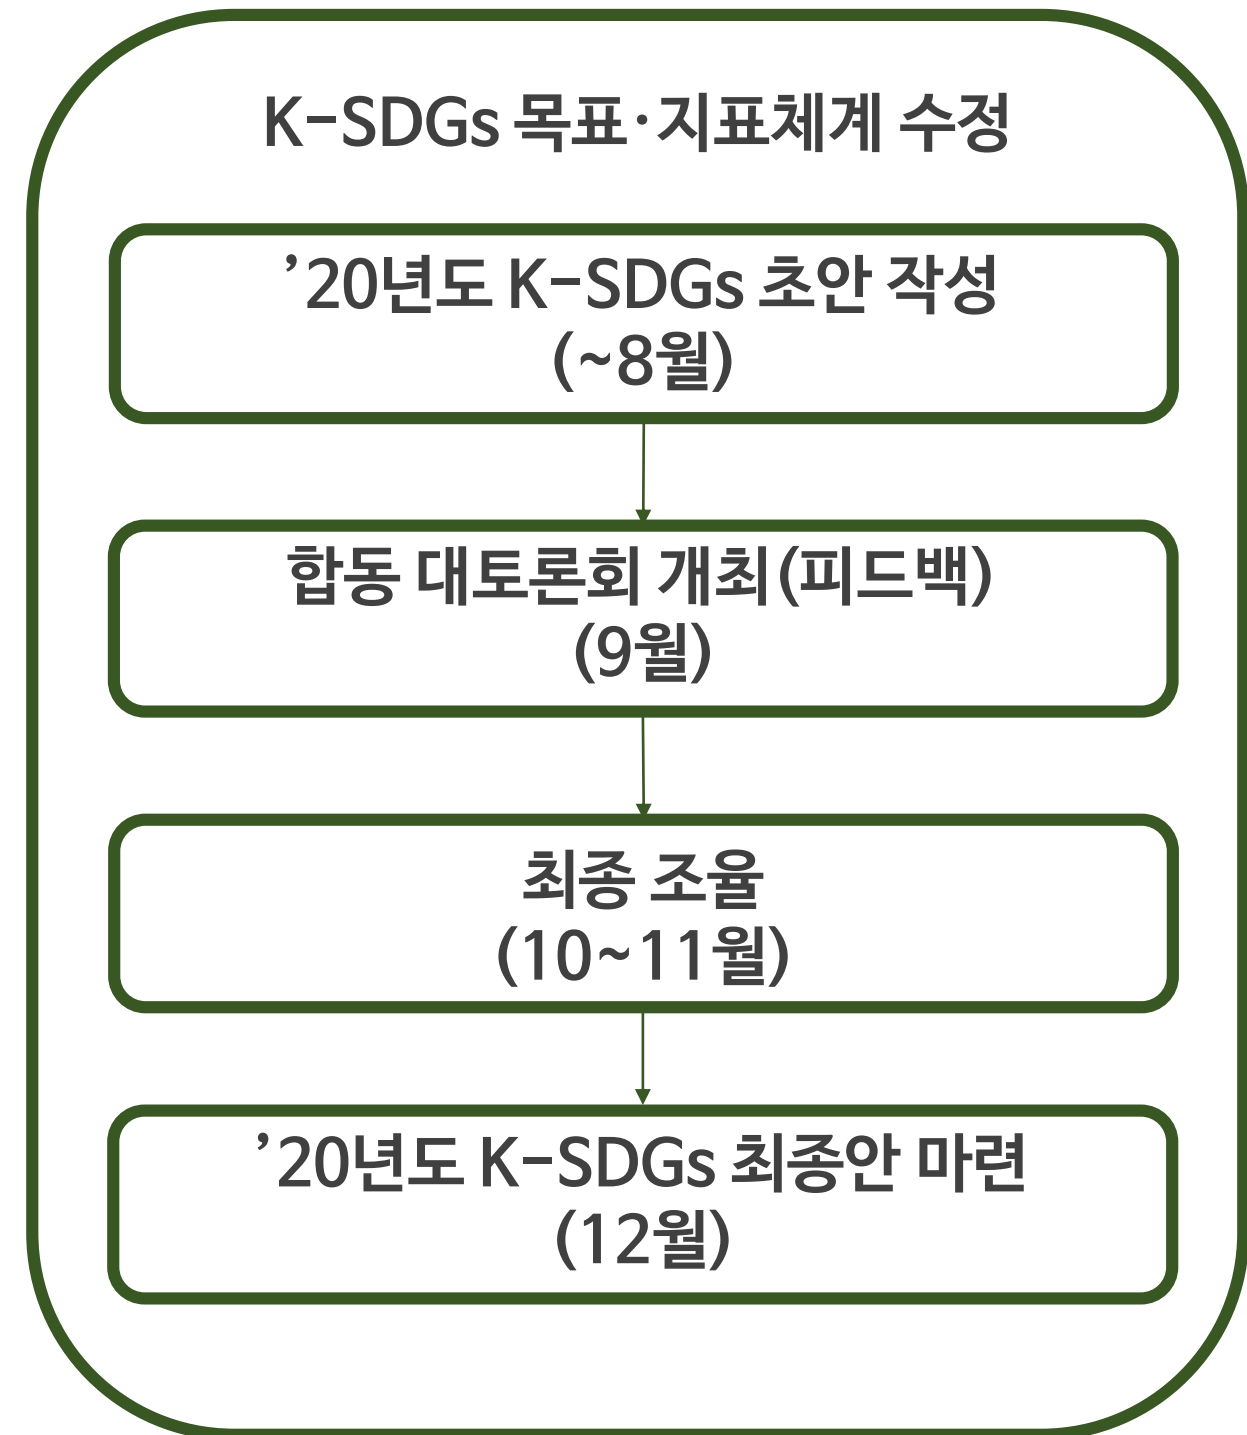 K-SDGs 목표·지표체계 수정
’20년도 K-SDGs 초안 작성
(~8월)
합동 대토론회 개최(피드백)
(9월)
최종 조율
(10~11월)
’20년도 K-SDGs 최종안 마련
(12월)